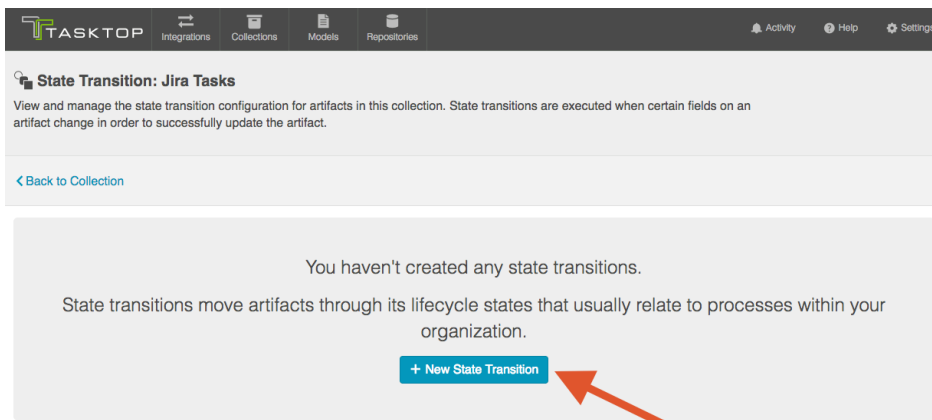 TASKTOP
Integrations
Collections
Models
Repositories
Activity
Help
Settings
State Transition: Jira Tasks
View and manage the state transition configuration for artifacts in this collection. State transitions are executed when certain fields on an
artifact change in order to successfully update the artifact.
Back to Collection
You haven't created any state transitions.
State transitions move artifacts through its lifecycle states that usually relate to processes within your
organization.
+ New State Transition